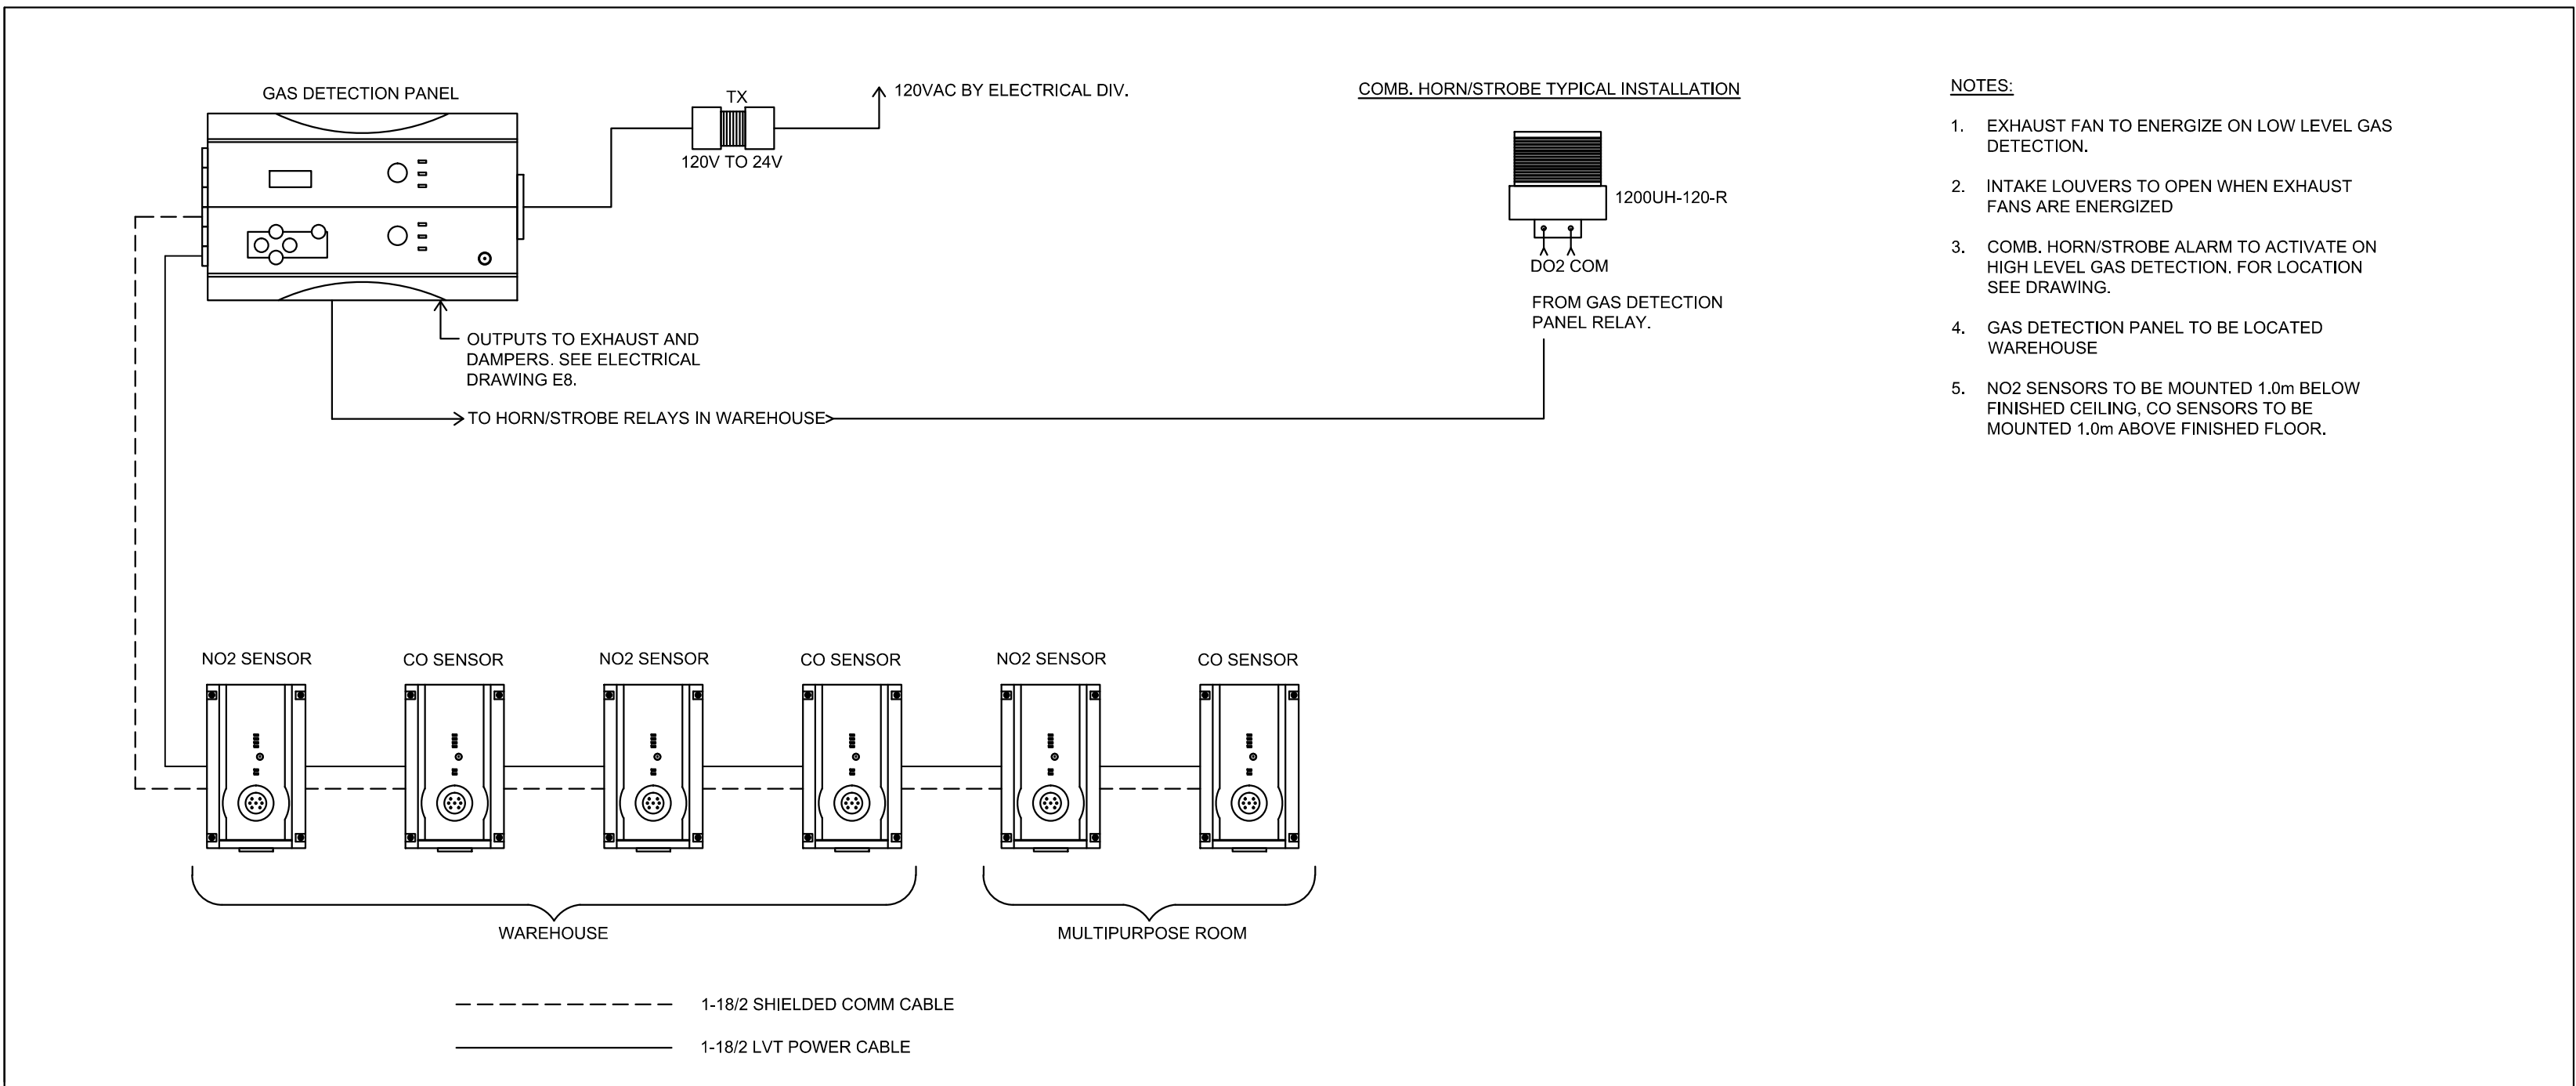 GAS DETECTION PANEL
TX
120V TO 24V
120VAC BY ELECTRICAL DIV.
OUTPUTS TO EXHAUST AND
DAMPERS. SEE ELECTRICAL
DRAWING E8.
TO HORN/STROBE RELAYS IN WAREHOUSE
COMB. HORN/STROBE TYPICAL INSTALLATION
1200UH-120-R
DO2 COM
FROM GAS DETECTION
PANEL RELAY.
NOTES:
1. EXHAUST FAN TO ENERGIZE ON LOW LEVEL GAS
DETECTION.
2. INTAKE LOUVERS TO OPEN WHEN EXHAUST
FANS ARE ENERGIZED
3. COMB. HORN/STROBE ALARM TO ACTIVATE ON
HIGH LEVEL GAS DETECTION. FOR LOCATION
SEE DRAWING.
4. GAS DETECTION PANEL TO BE LOCATED
WAREHOUSE
5. NO2 SENSORS TO BE MOUNTED 1.0m BELOW
FINISHED CEILING, CO SENSORS TO BE
MOUNTED 1.0m ABOVE FINISHED FLOOR.
NO2 SENSOR
CO SENSOR
NO2 SENSOR
CO SENSOR
NO2 SENSOR
CO SENSOR
WAREHOUSE
MULTIPURPOSE ROOM
1-18/2 SHIELDED COMM CABLE
1-18/2 LVT POWER CABLE